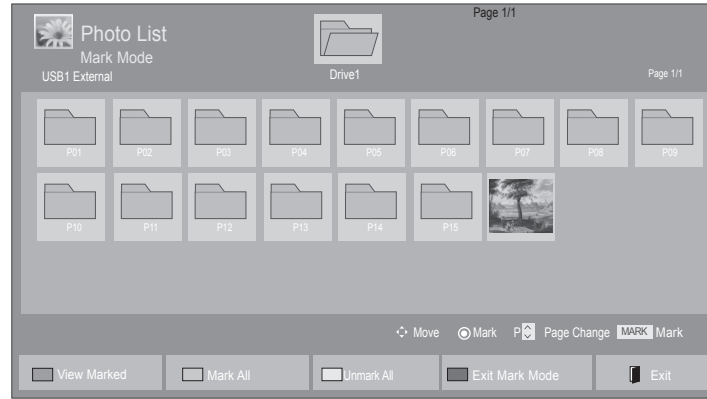 Page 1/1
Photo List
Mark Mode
USB1 External
Drive1
Page 1/1
P01 P02 P03 P04 P05 P06 P07 P08 P09
P10 P11 P12 P13 P14 P15
Move Mark P Page Change MARK Mark
View Marked Mark All Unmark All Exit Mark Mode Exit